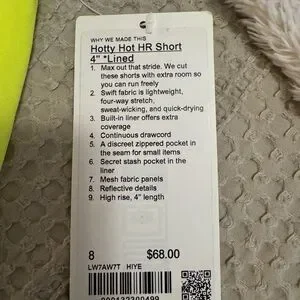 WHY WE MADE THIS
Hotty Hot HR Short
4" *Lined
1. Max out that stride. We cut
these shorts with extra room so
you can run freely
2. Swift fabric is lightweight,
four-way stretch,
sweat-wicking, and quick-drying
3. Built-in liner offers extra
coverage
4. Continuous drawcord
5. A discreet zippered pocket in
the seam for small items
6. Secret stash pocket in the
liner
7. Mesh fabric panels
8. Reflective details
9. High rise, 4" length
8 $68.00
LW7AW7T HIYE